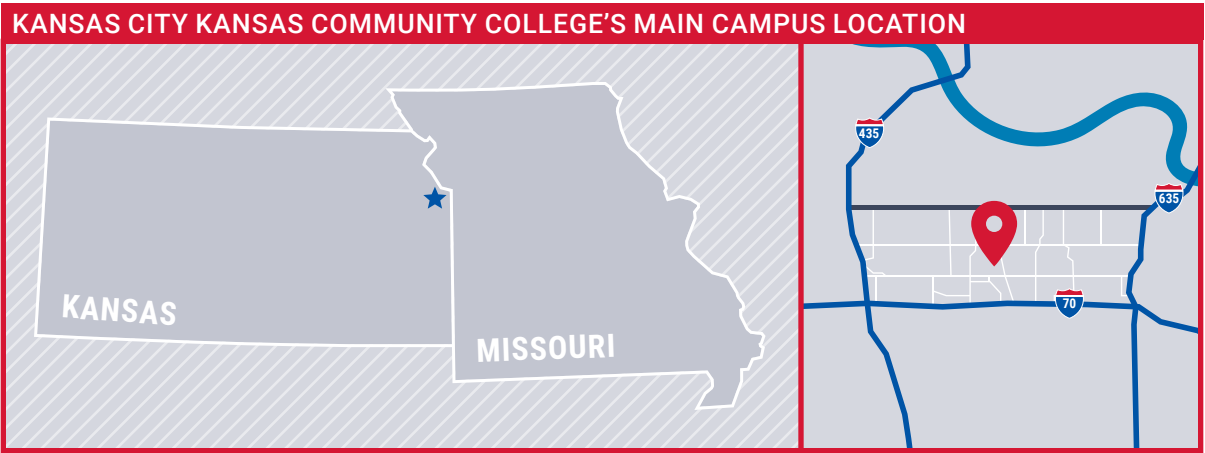 KANSAS CITY KANSAS COMMUNITY COLLEGE'S MAIN CAMPUS LOCATION
KANSAS
MISSOURI
435
635
70